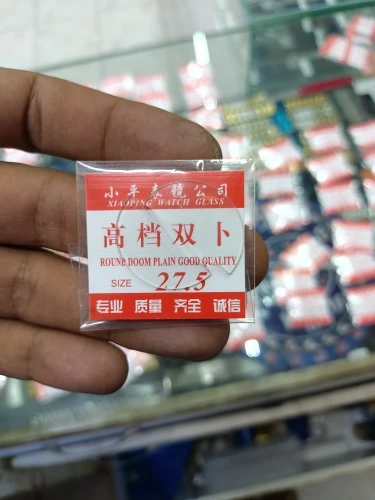 小平表镜公司
XIAOPING WATCH GLASS
高档双卜
ROUND DOOM PLAIN GOOD QUALITY
SIZE 27.5
专业 质量 齐全 诚信